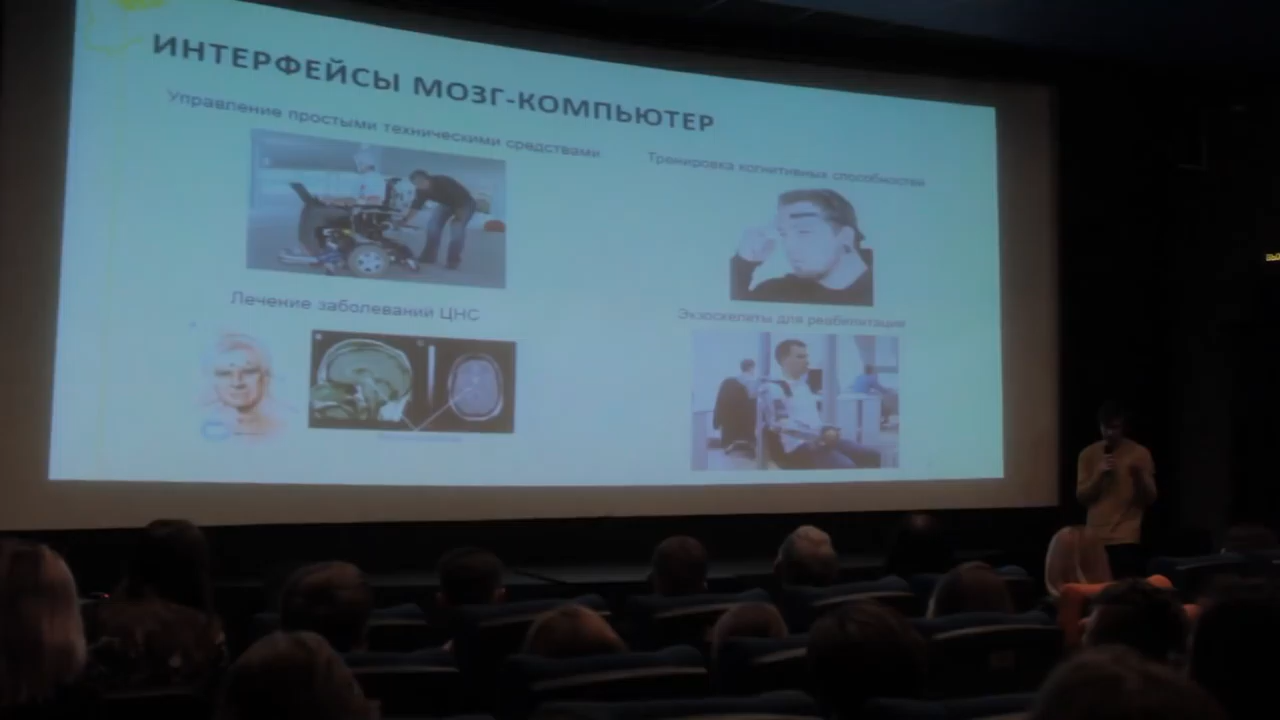 ИНТЕРФЕЙСЫ МОЗГ-КОМПЬЮТЕР
Управление простыми техническими средствами
Тренировка когнитивных способностей
Лечение заболеваний ЦНС
Экзоскелеты для реабилитации